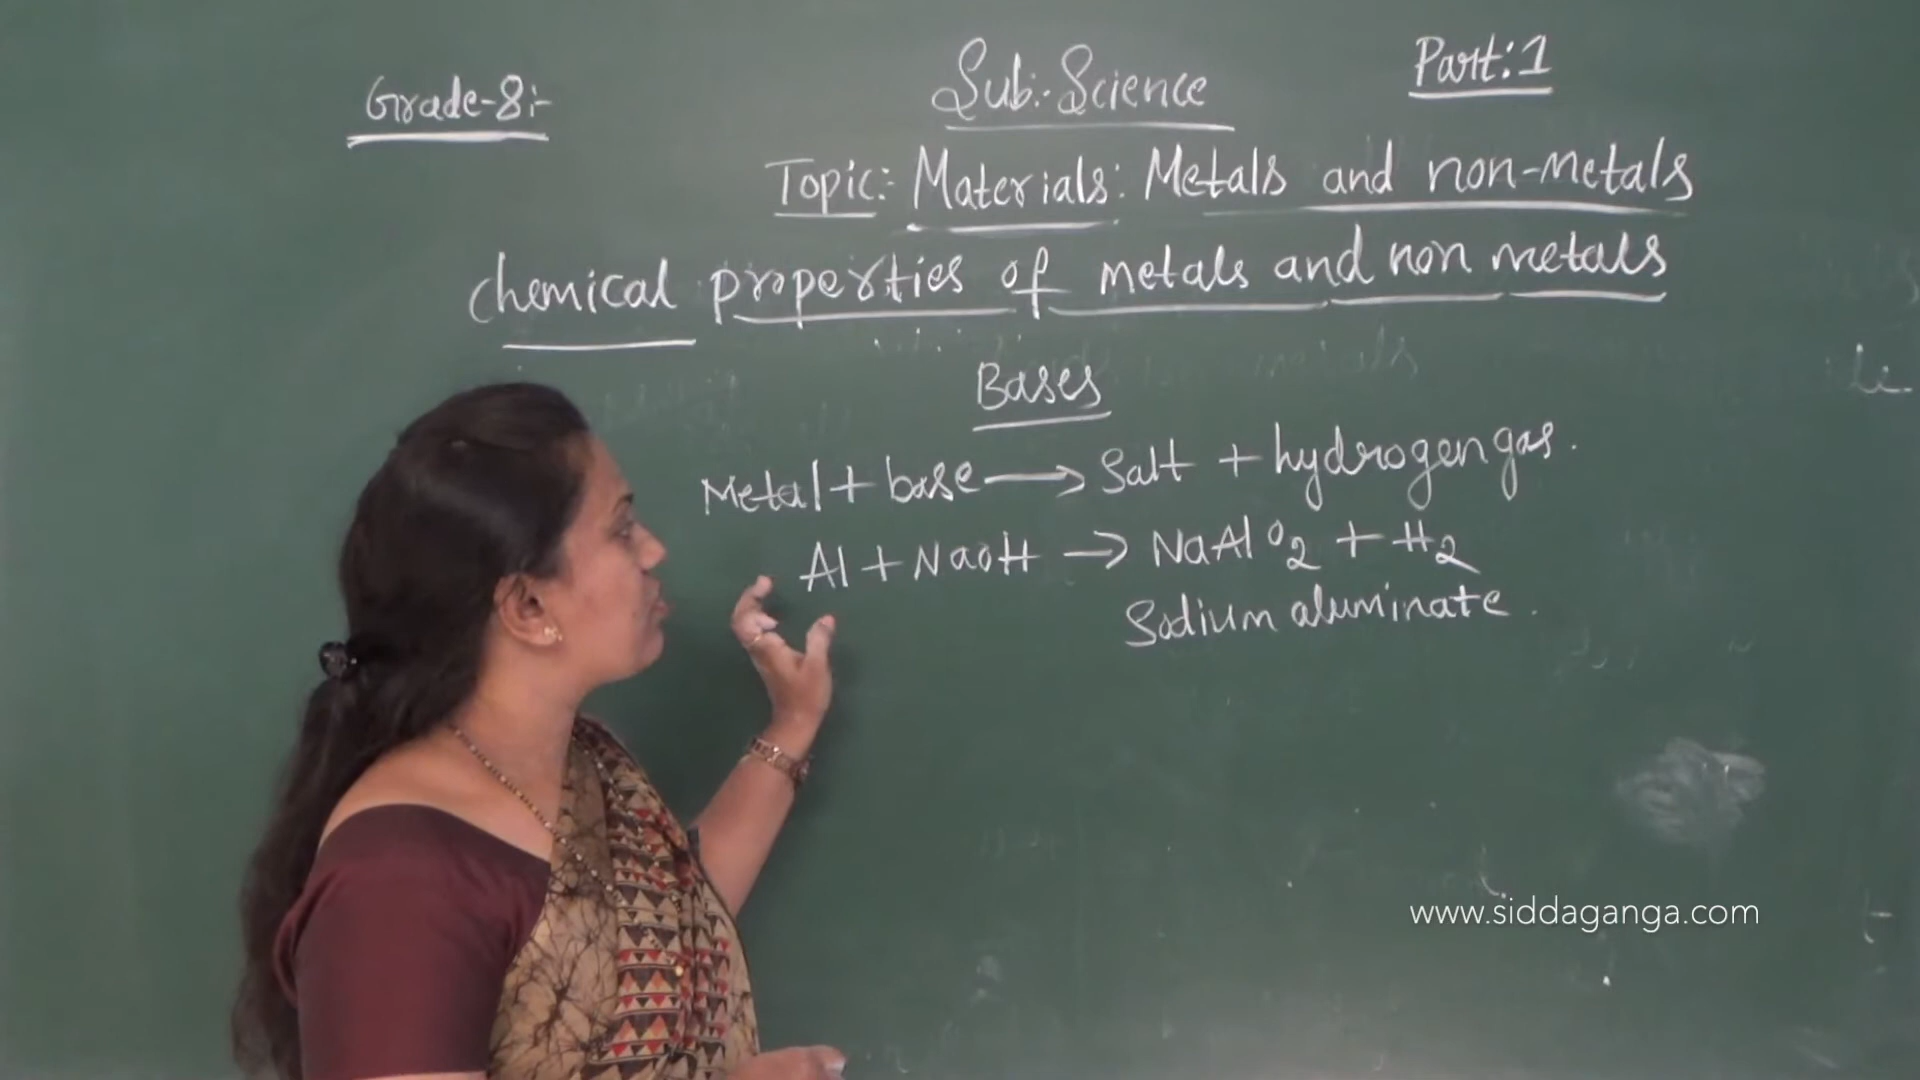 Grade-8:-
Sub:-Science
Part:1
Topic:- Materials: Metals and non-metals
chemical properties of metals and non metals
Bases
Metal + base → Salt + hydrogen gas.
Al + NaOH → NaAlO2 + H2
Sodium aluminate.
www.siddaganga.com